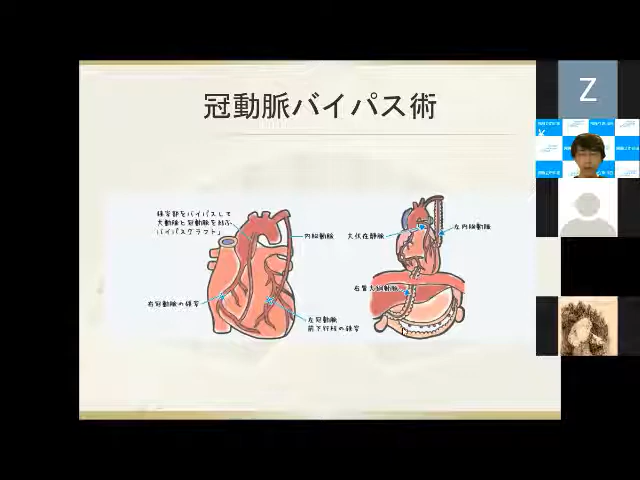 冠動脈バイパス術
狭窄部をバイパスして
大動脈と冠動脈を結ぶ
バイパスグラフト」
内胸動脈
右冠動脈の狭窄
左冠動脈
前下行枝の狭窄
大伏在静脈
左内胸動脈
右胃大網動脈
Z